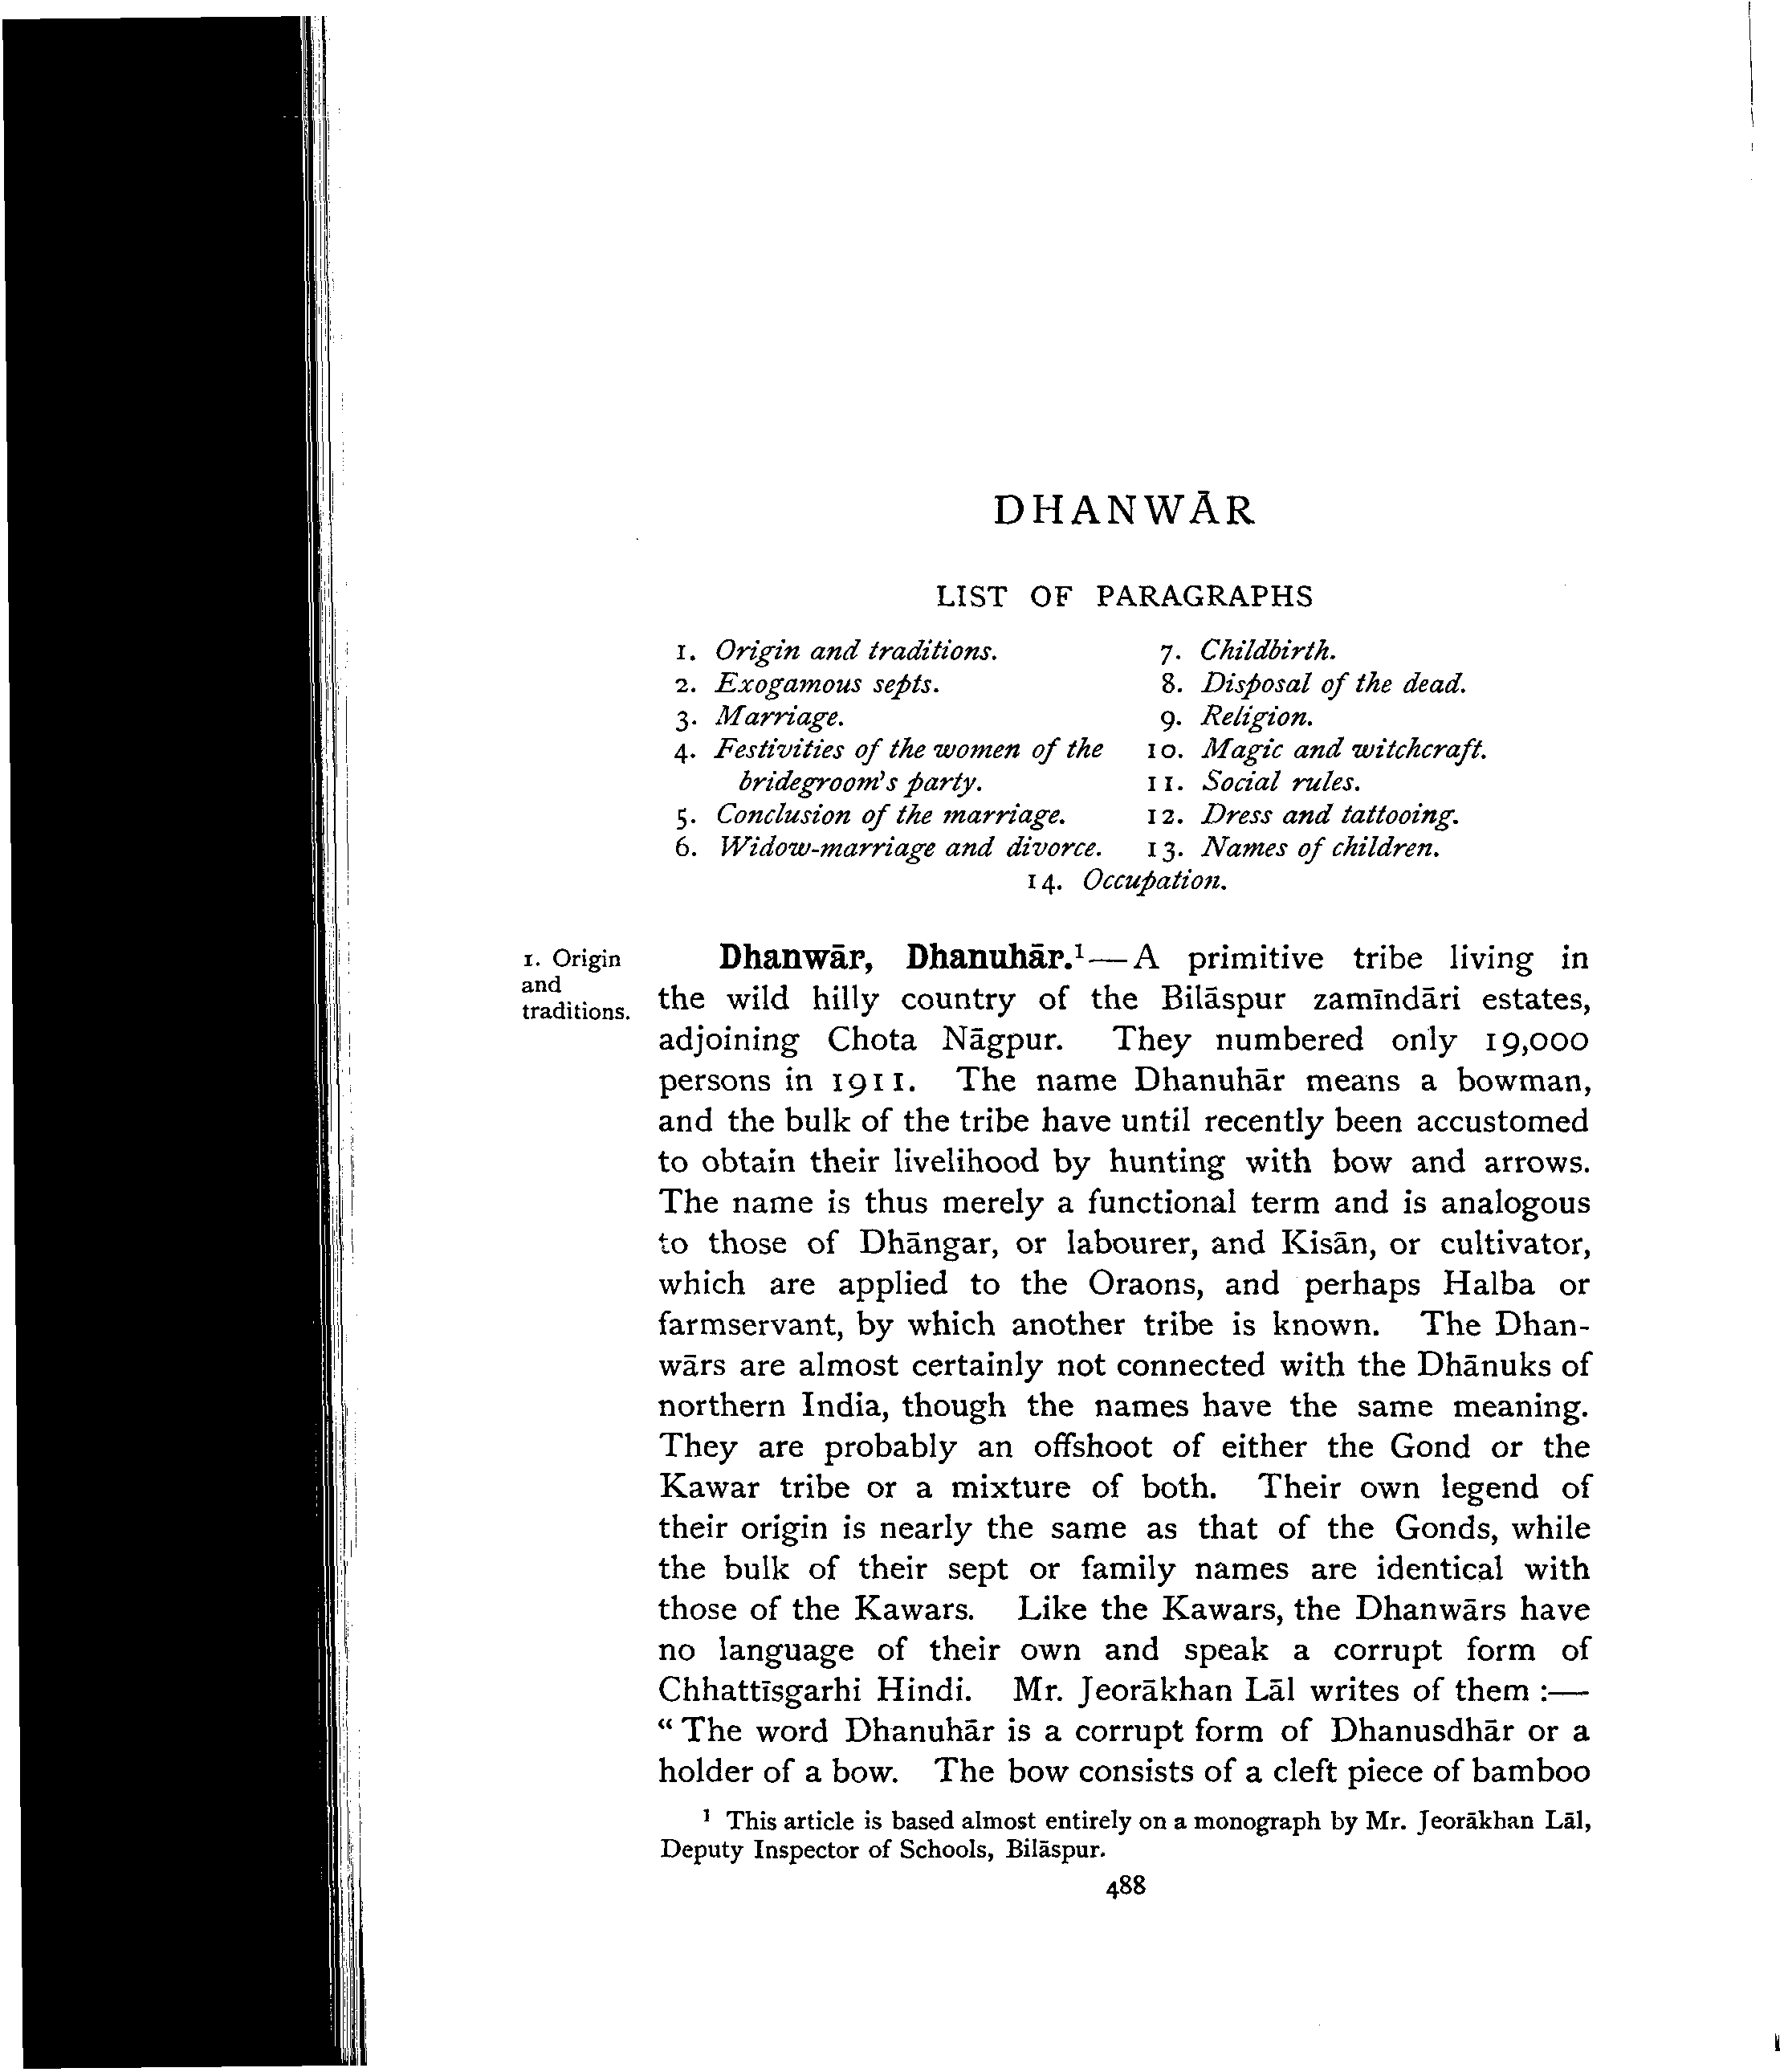 DHANWĀR
LIST OF PARAGRAPHS
1. Origin and traditions.
2. Exogamous septs.
3. Marriage.
4. Festivities of the women of the
bridegroom's party.
5. Conclusion of the marriage.
6. Widow-marriage and divorce.
7. Childbirth.
8. Disposal of the dead.
9. Religion.
10. Magic and witchcraft.
11. Social rules.
12. Dress and tattooing.
13. Names of children.
14. Occupation.
1. Origin
and
traditions.
Dhanwār, Dhanuhār.¹—A primitive tribe living in
the wild hilly country of the Bilāspur zamīndāri estates,
adjoining Chota Nāgpur. They numbered only 19,000
persons in 1911. The name Dhanuhār means a bowman,
and the bulk of the tribe have until recently been accustomed
to obtain their livelihood by hunting with bow and arrows.
The name is thus merely a functional term and is analogous
to those of Dhāngar, or labourer, and Kisān, or cultivator,
which are applied to the Oraons, and perhaps Halba or
farmservant, by which another tribe is known. The Dhan-
wārs are almost certainly not connected with the Dhānuks of
northern India, though the names have the same meaning.
They are probably an offshoot of either the Gond or the
Kawar tribe or a mixture of both. Their own legend of
their origin is nearly the same as that of the Gonds, while
the bulk of their sept or family names are identical with
those of the Kawars. Like the Kawars, the Dhanwārs have
no language of their own and speak a corrupt form of
Chhattīsgarhi Hindi. Mr. Jeorākhan Lāl writes of them :—
“ The word Dhanuhār is a corrupt form of Dhanusdhār or a
holder of a bow. The bow consists of a cleft piece of bamboo
¹ This article is based almost entirely on a monograph by Mr. Jeorākhan Lāl,
Deputy Inspector of Schools, Bilāspur.
488